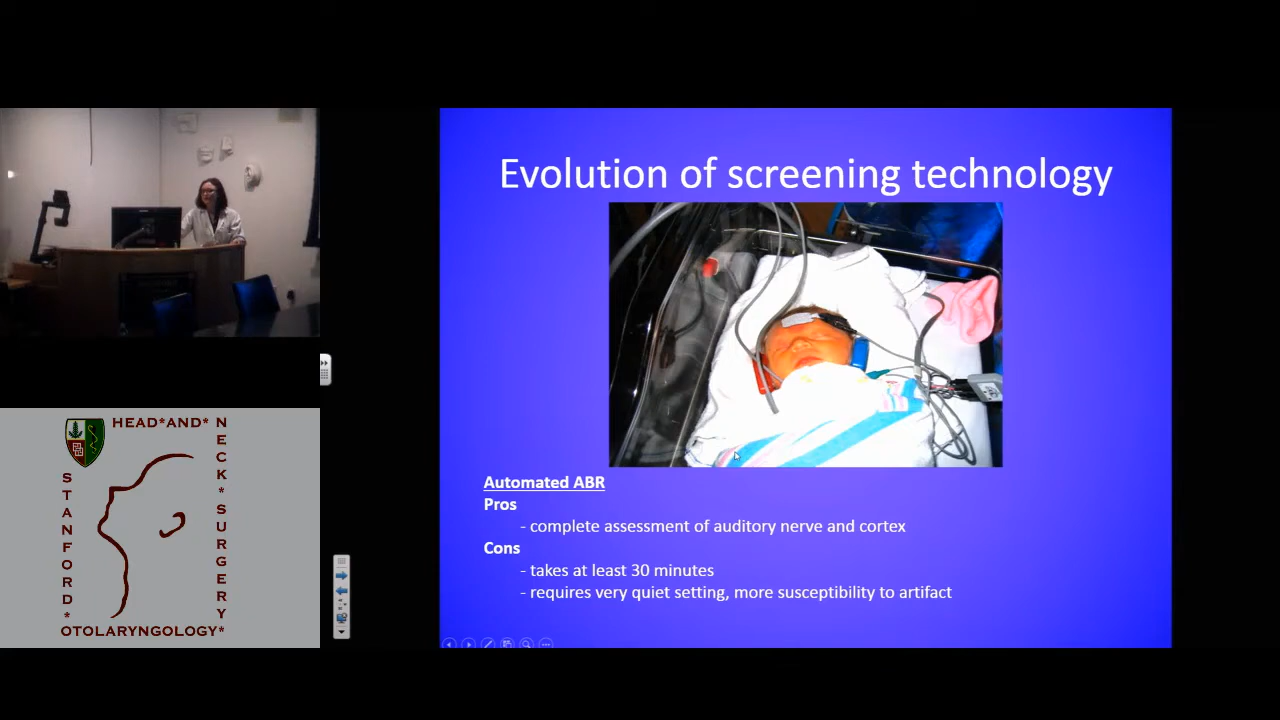 Evolution of screening technology
Automated ABR
Pros
- complete assessment of auditory nerve and cortex
Cons
- takes at least 30 minutes
- requires very quiet setting, more susceptibility to artifact
HEAD*AND*
NECK*SURGERY*
STANFORD*
OTOLARYNGOLOGY*